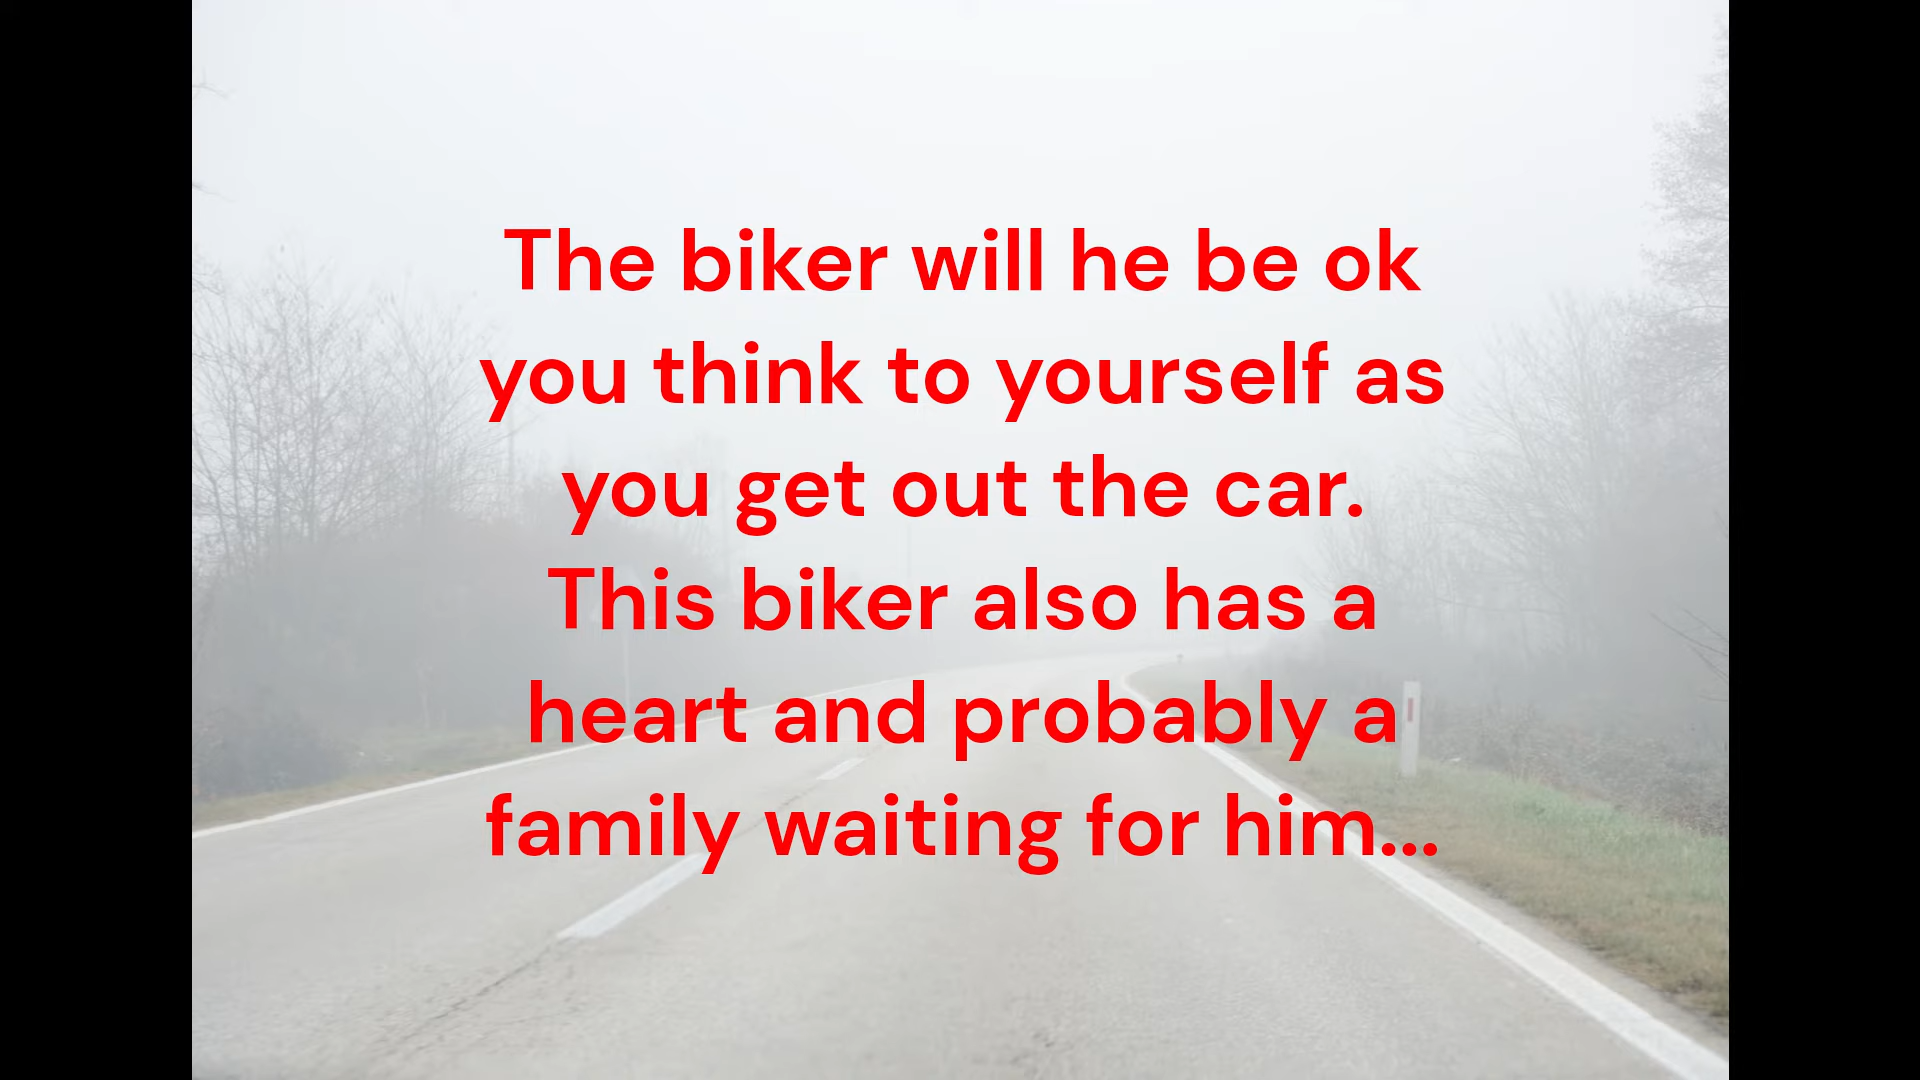 The biker will he be ok
you think to yourself as
you get out the car.
This biker also has a
heart and probably a
family waiting for him...